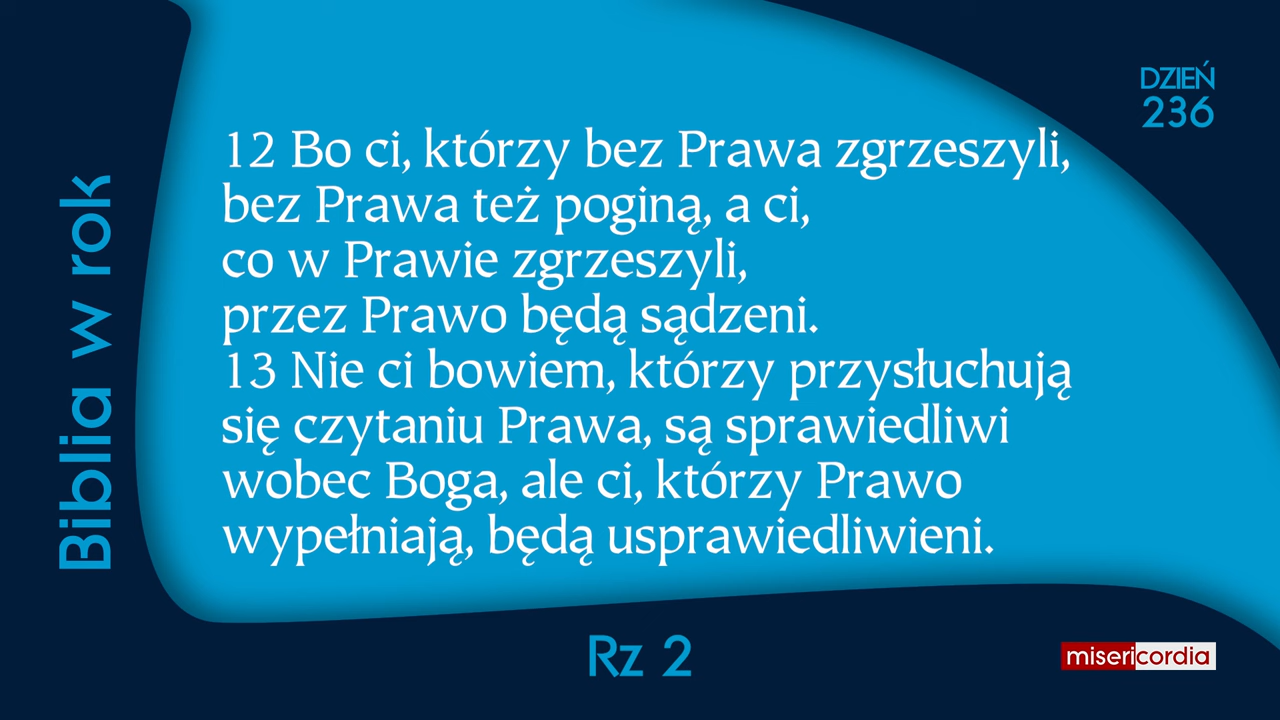 DZIEŃ
236
Biblia w rok
12 Bo ci, którzy bez Prawa zgrzeszyli,
bez Prawa też poginą, a ci,
co w Prawie zgrzeszyli,
przez Prawo będą sądzeni.
13 Nie ci bowiem, którzy przysłuchują
się czytaniu Prawa, są sprawiedliwi
wobec Boga, ale ci, którzy Prawo
wypełniają, będą usprawiedliwieni.
Rz 2
misericordia